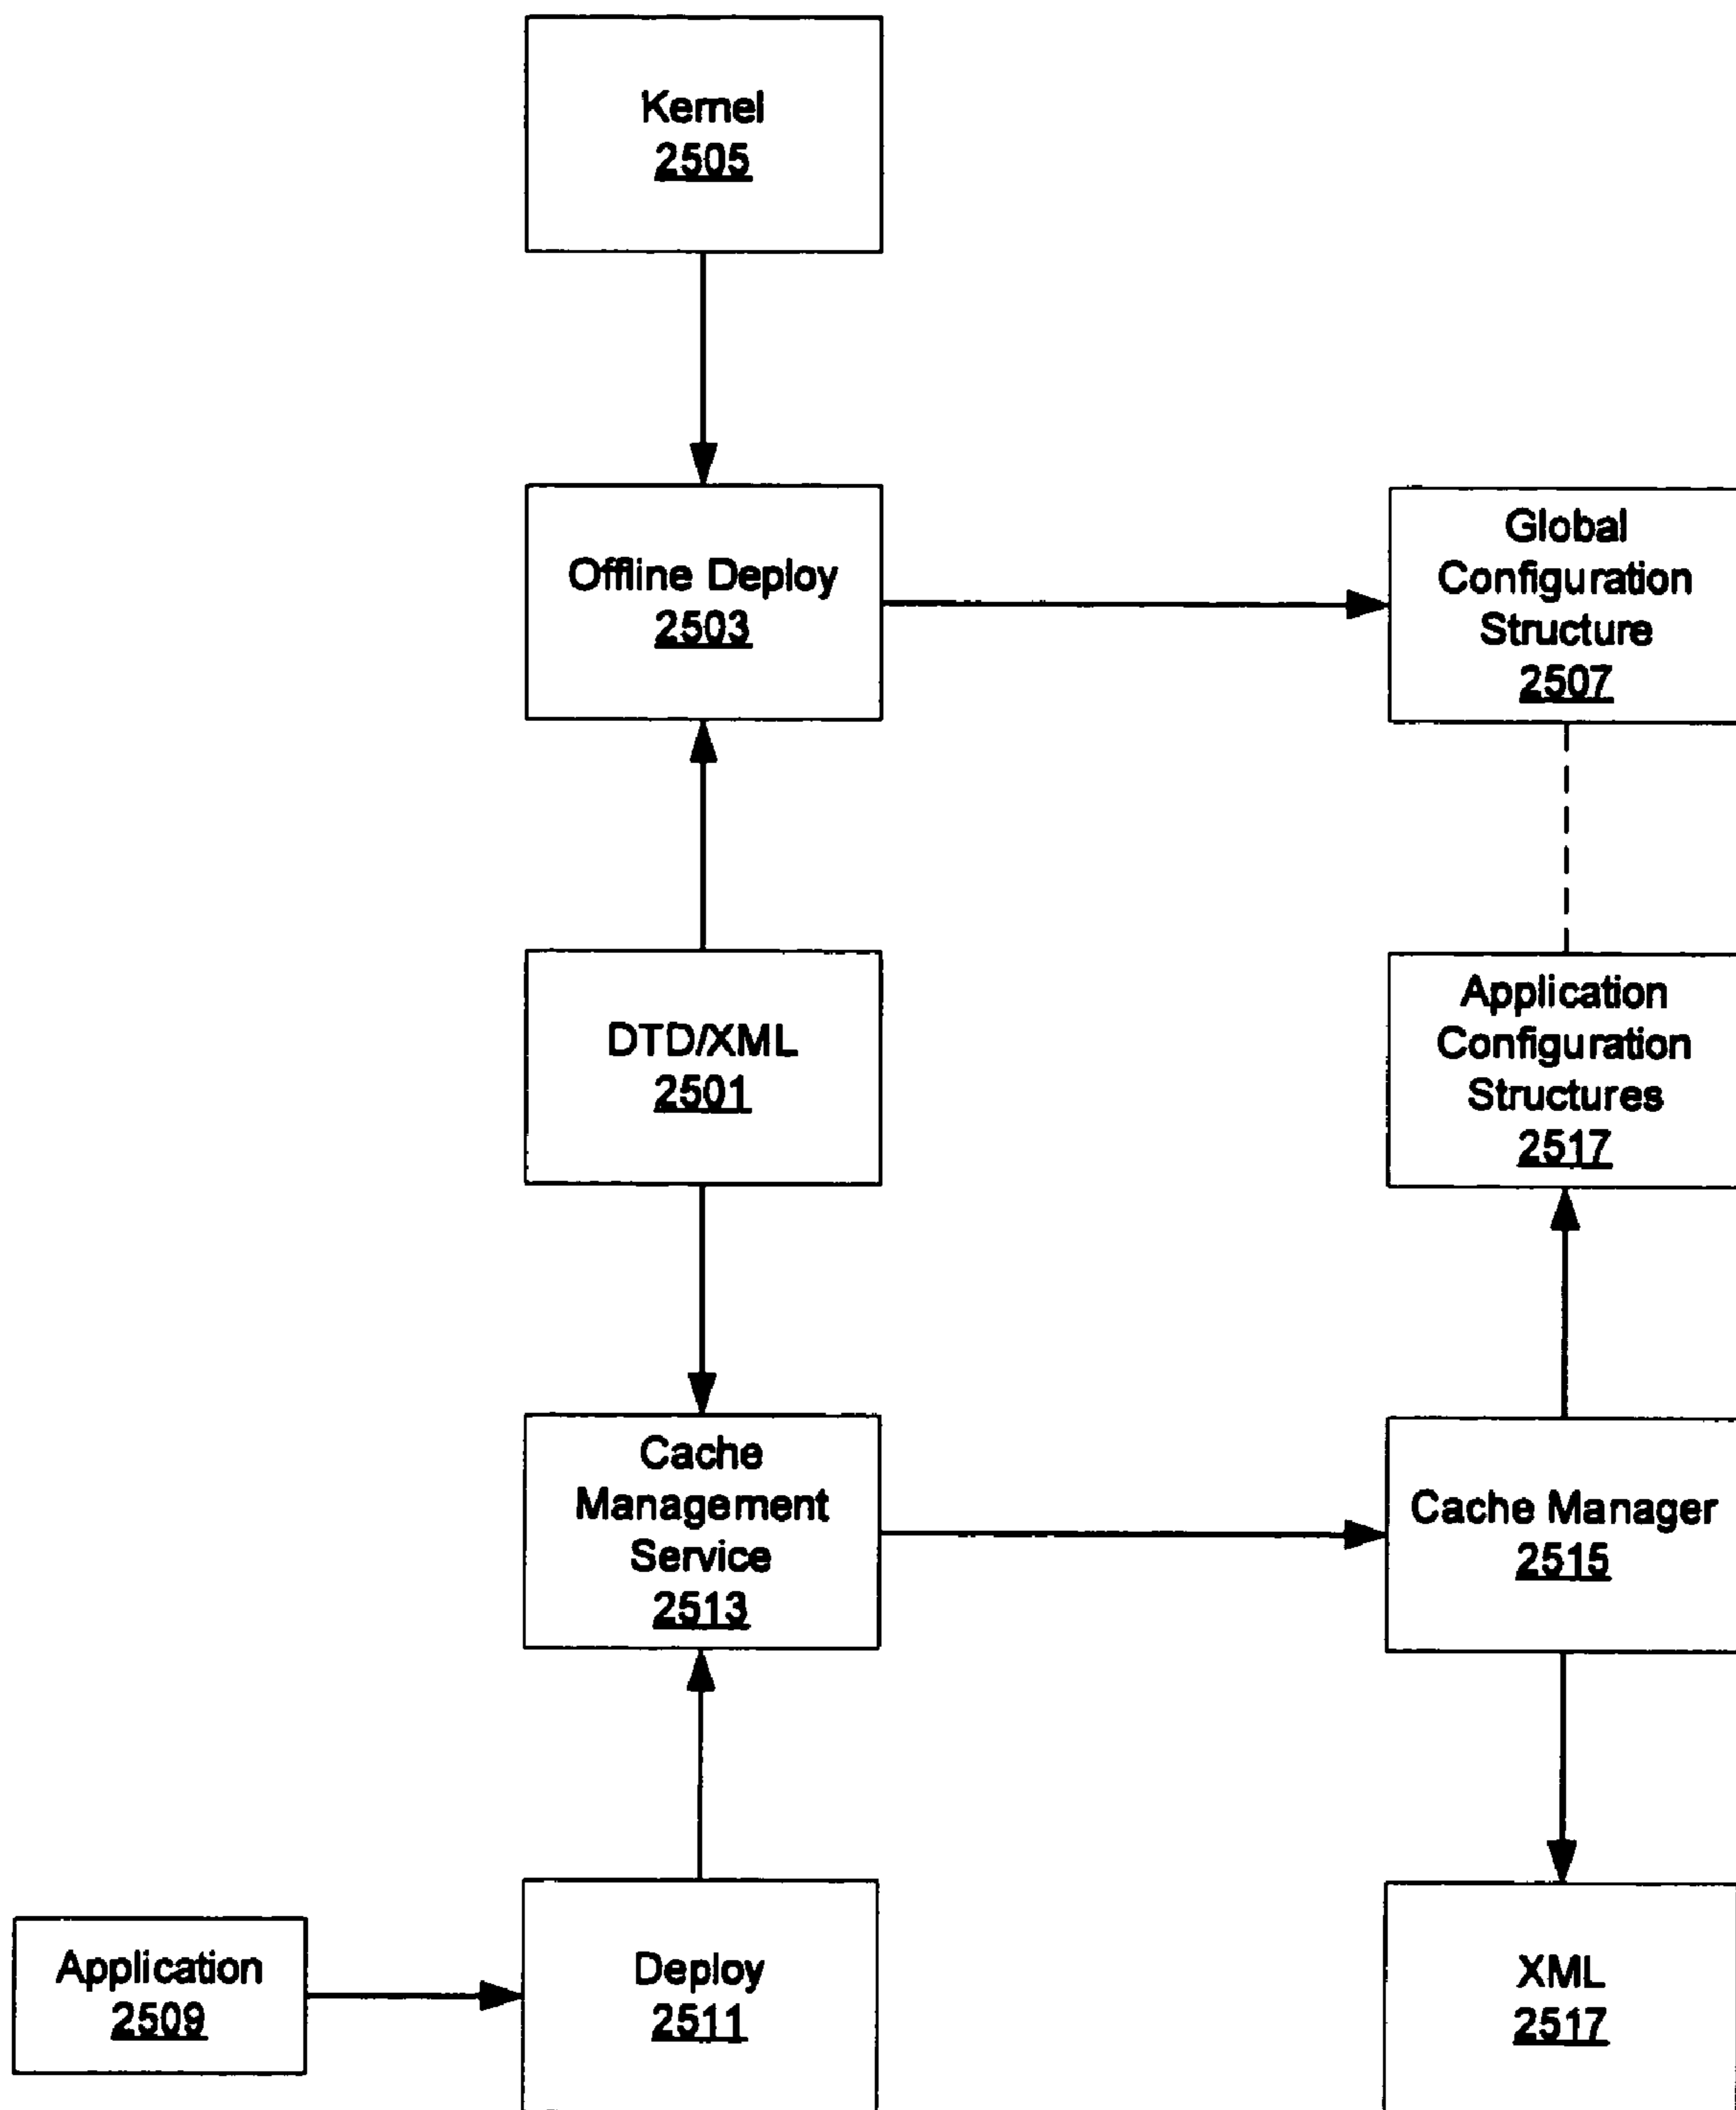 Kernel
2505
Offline Deploy
2503
Global
Configuration
Structure
2507
DTD/XML
2501
Application
Configuration
Structures
2517
Cache
Management
Service
2513
Cache Manager
2515
Application
2509
Deploy
2511
XML
2517